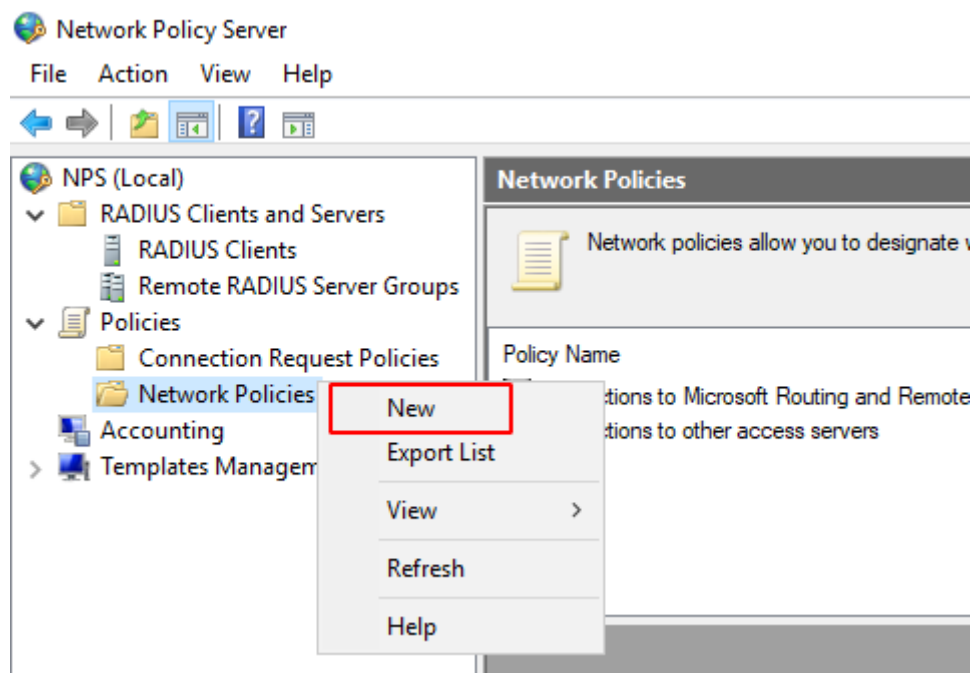 Network Policy Server
File Action View Help
NPS (Local)
RADIUS Clients and Servers
RADIUS Clients
Remote RADIUS Server Groups
Policies
Connection Request Policies
Network Policies
Accounting
Templates Managem
New
Export List
View
Refresh
Help
Network Policies
Network policies allow you to designate
Policy Name
tions to Microsoft Routing and Remote
tions to other access servers